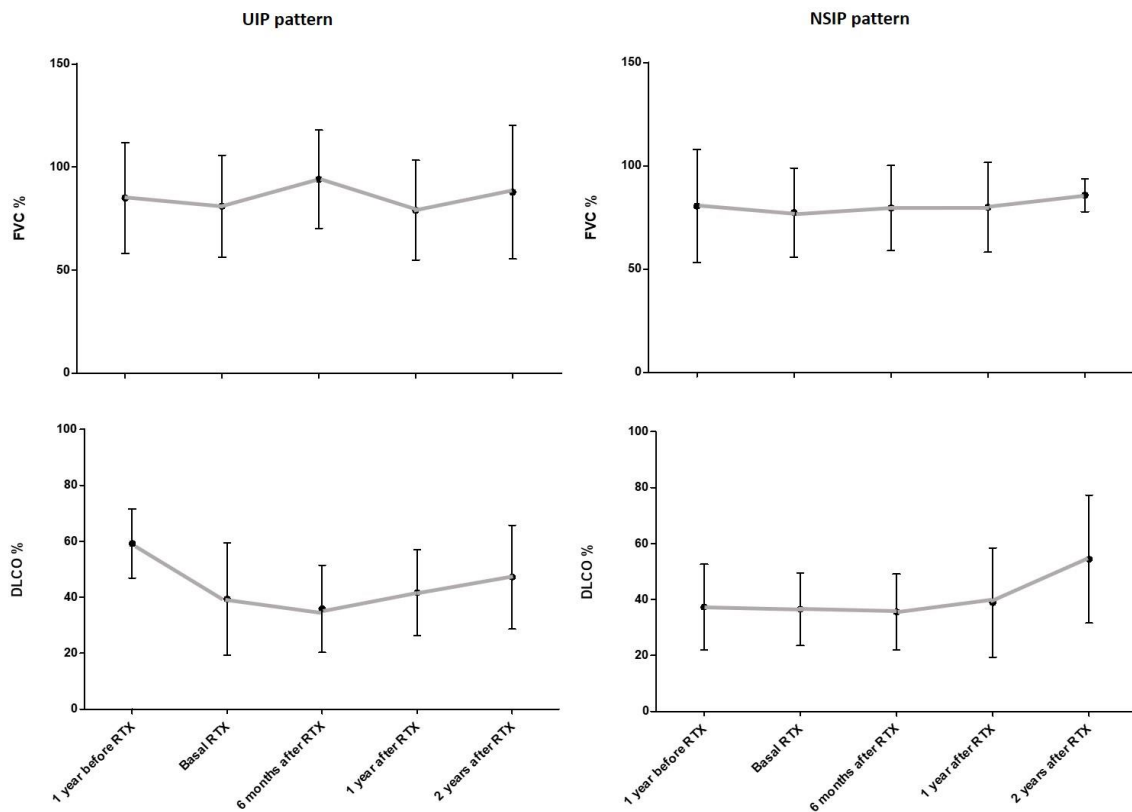 UIP pattern
NSIP pattern
150
100
50
0
FVC %
150
100
50
0
FVC %
100
80
60
40
20
0
DLCO %
1 year before RTX
Basal RTX
6 months after RTX
1 year after RTX
2 years after RTX
100
80
60
40
20
0
DLCO %
1 year before RTX
Basal RTX
6 months after RTX
1 year after RTX
2 years after RTX